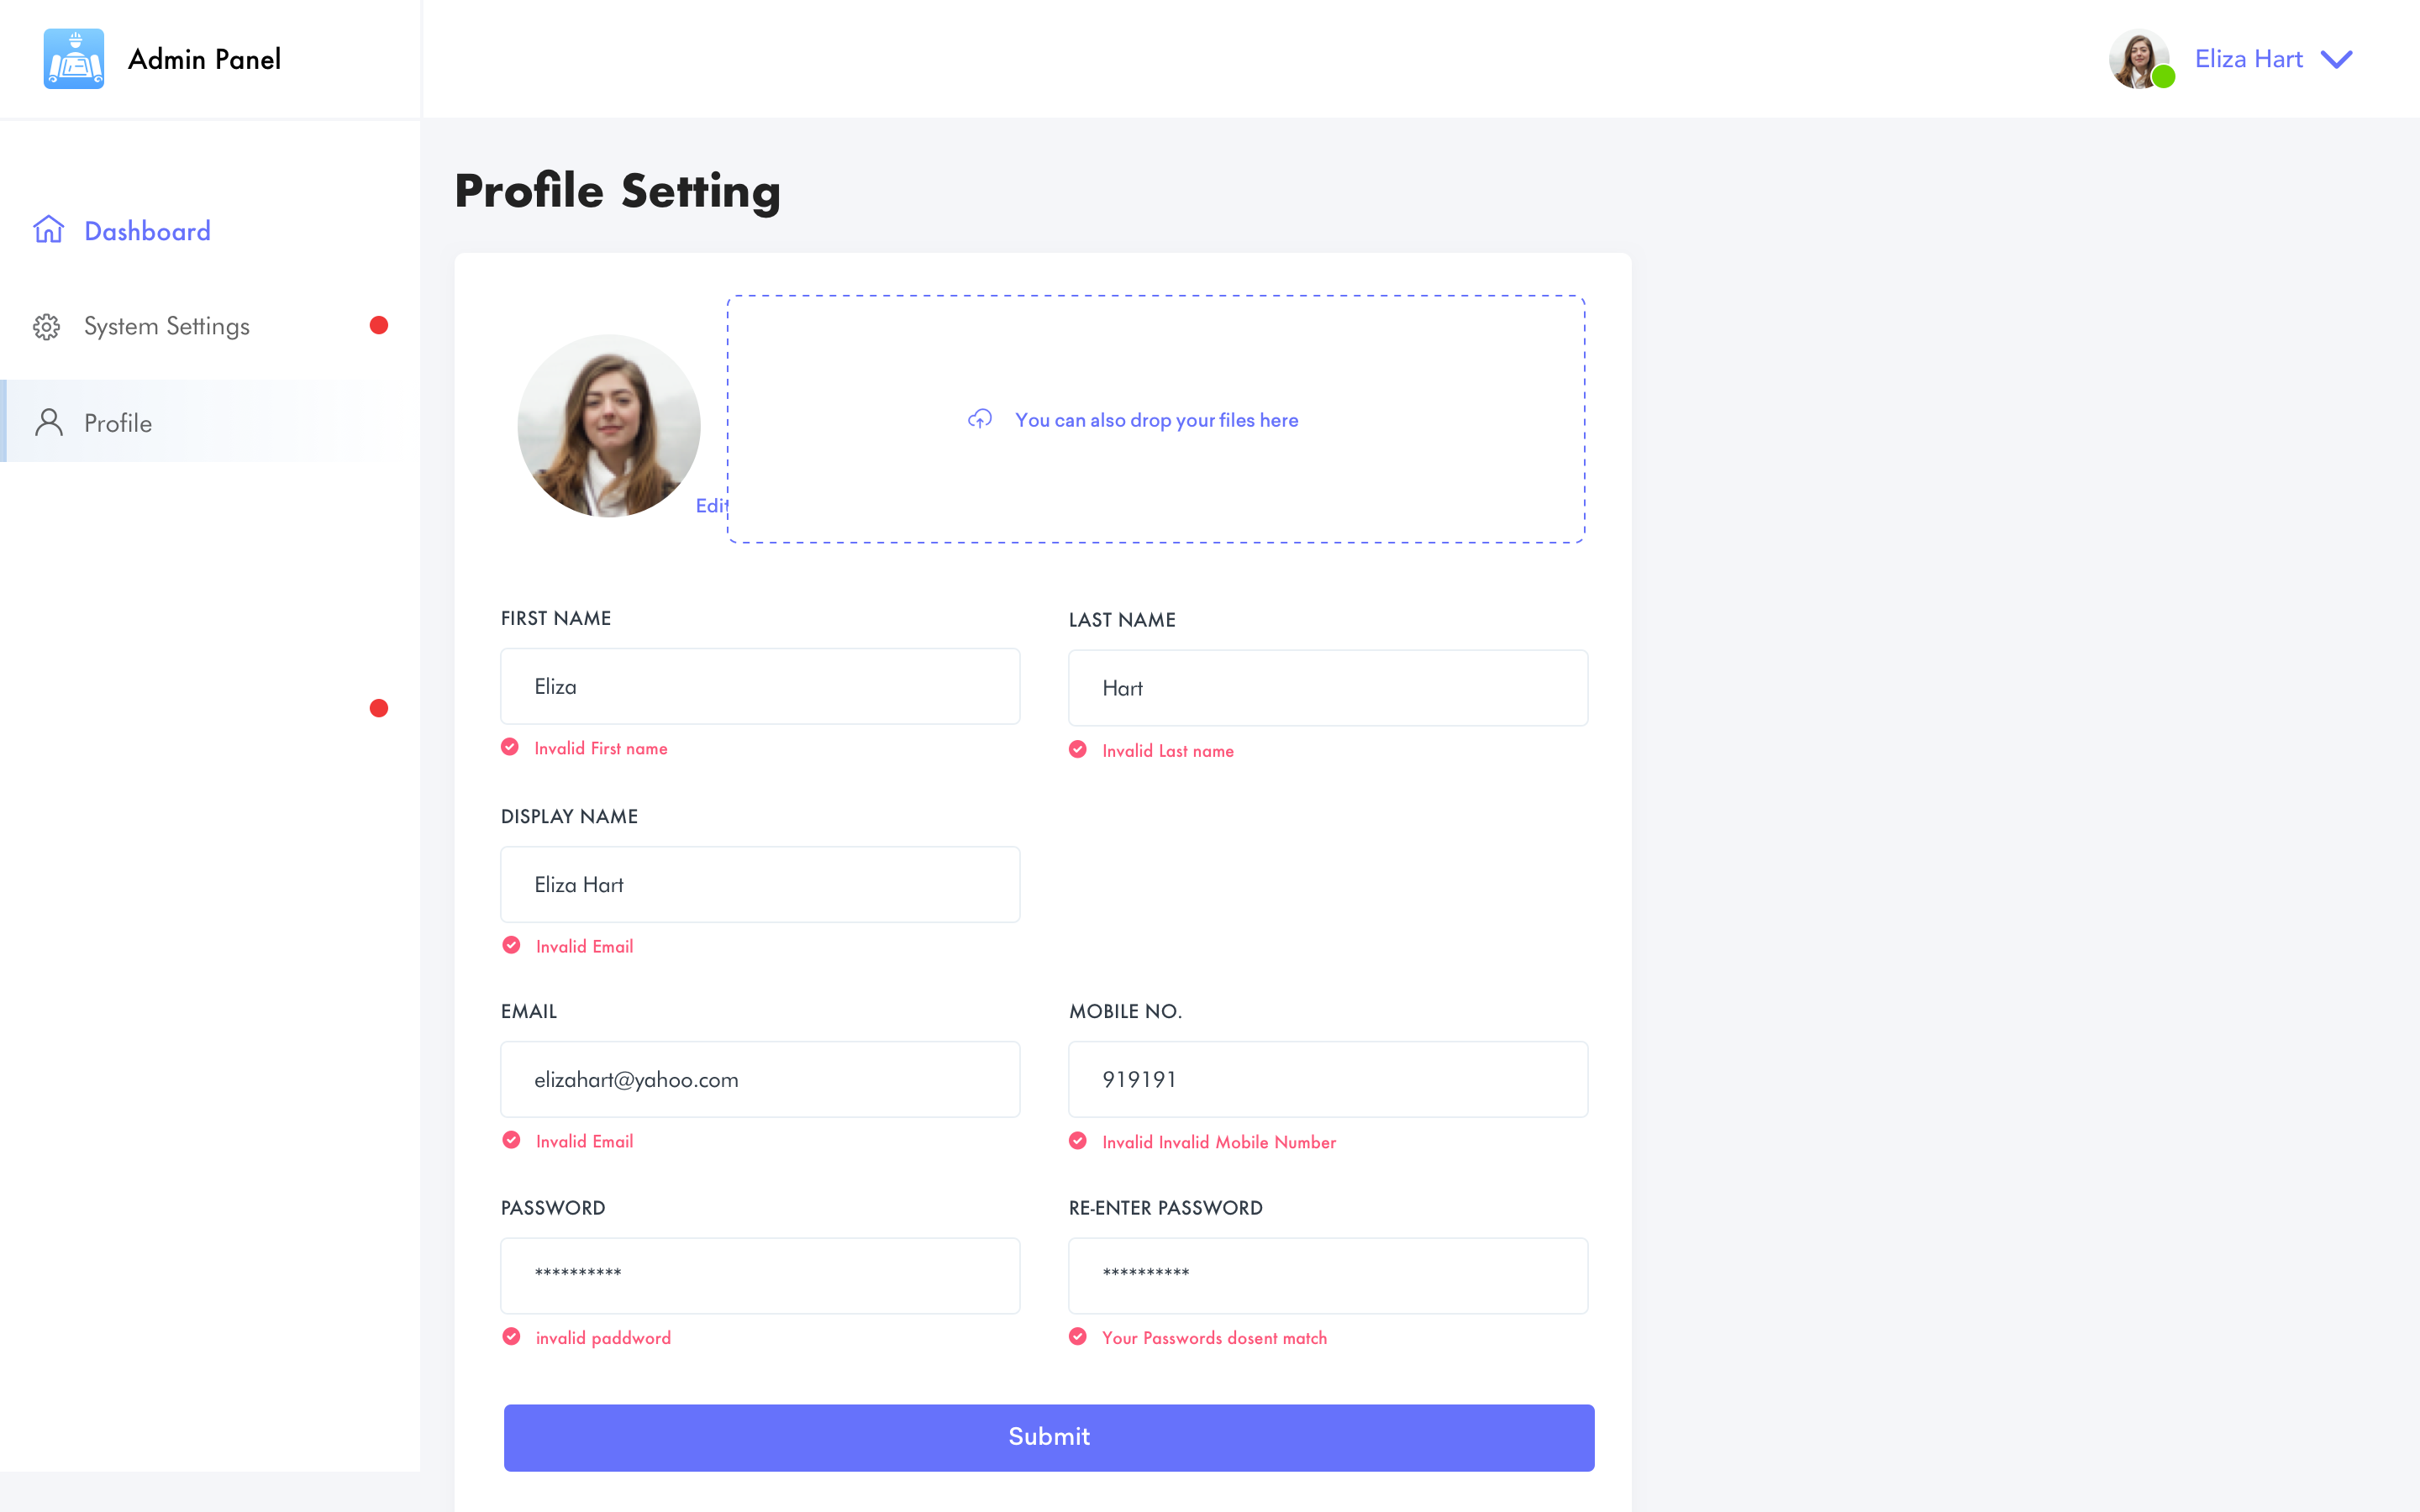 Admin Panel
Eliza Hart
Dashboard
System Settings
Profile
Profile Setting
You can also drop your files here
Edit
FIRST NAME
LAST NAME
Eliza
Hart
Invalid First name
Invalid Last name
DISPLAY NAME
Eliza Hart
Invalid Email
EMAIL
MOBILE NO.
elizahart@yahoo.com
919191
Invalid Email
Invalid Invalid Mobile Number
PASSWORD
RE-ENTER PASSWORD
**********
**********
invalid paddword
Your Passwords dosent match
Submit